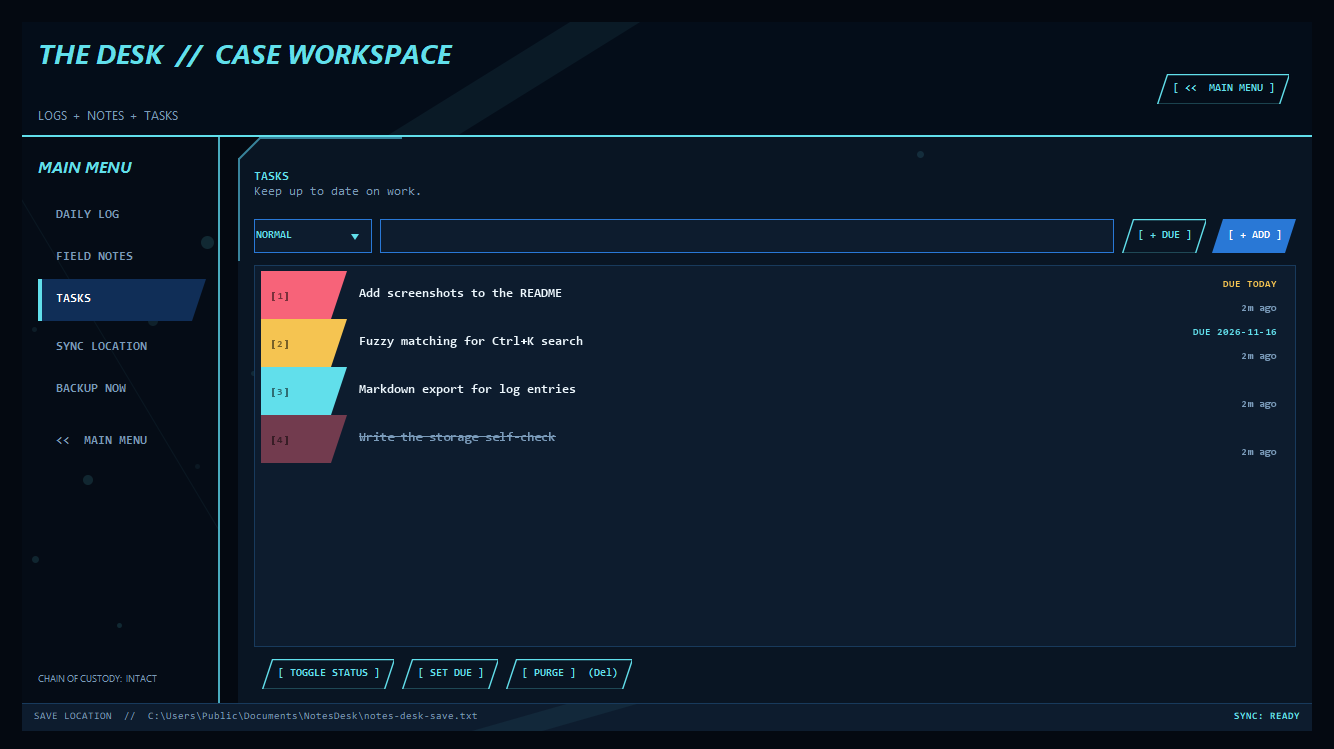 THE DESK // CASE WORKSPACE
[ << MAIN MENU ]
LOGS + NOTES + TASKS
MAIN MENU
DAILY LOG
FIELD NOTES
TASKS
SYNC LOCATION
BACKUP NOW
<< MAIN MENU
CHAIN OF CUSTODY: INTACT
TASKS
Keep up to date on work.
NORMAL
[ + DUE ]
[ + ADD ]
[1] Add screenshots to the README DUE TODAY
2m ago
[2] Fuzzy matching for Ctrl+K search DUE 2026-11-16
2m ago
[3] Markdown export for log entries
2m ago
[4] Write the storage self-check
2m ago
[ TOGGLE STATUS ]
[ SET DUE ]
[ PURGE ] (Del)
SAVE LOCATION // C:\Users\Public\Documents\NotesDesk\notes-desk-save.txt
SYNC: READY